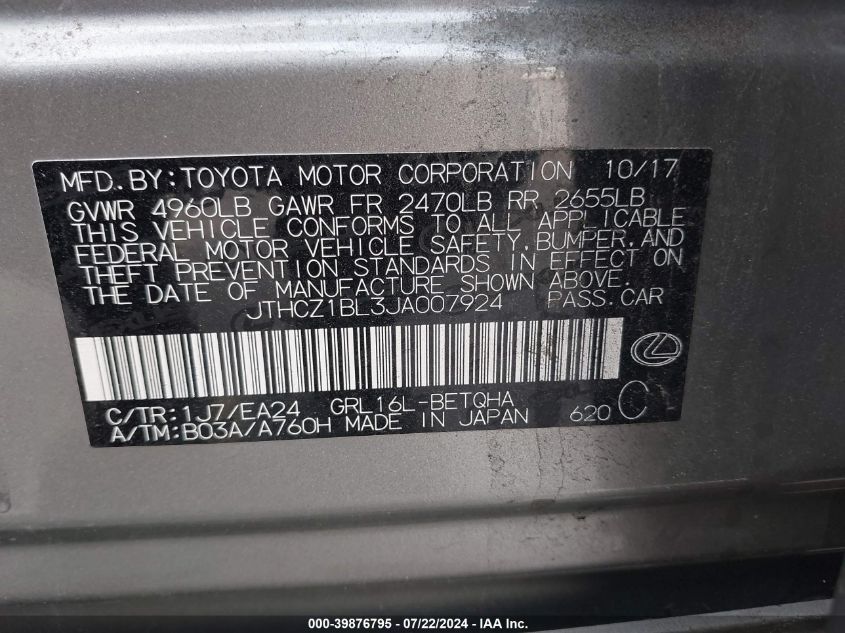 MFD.BY:TOYOTA MOTOR CORPORATION 10/17
GVWR 4960LB GAWR FR 2470LB RR 2655LB
THIS VEHICLE CONFORMS TO ALL APPLICABLE
FEDERAL MOTOR VEHICLE SAFETY,BUMPER,AND
THEFT PREVENTION STANDARDS IN EFFECT ON
THE DATE OF MANUFACTURE SHOWN ABOVE.
JTHCZ1BL3JA007924 PASS.CAR
C/TR:1J7/EA24 GRL16L-BETQHA
A/TM:B03A/A760H MADE IN JAPAN 620 C
000-39876795 - 07/22/2024 - IAA Inc.